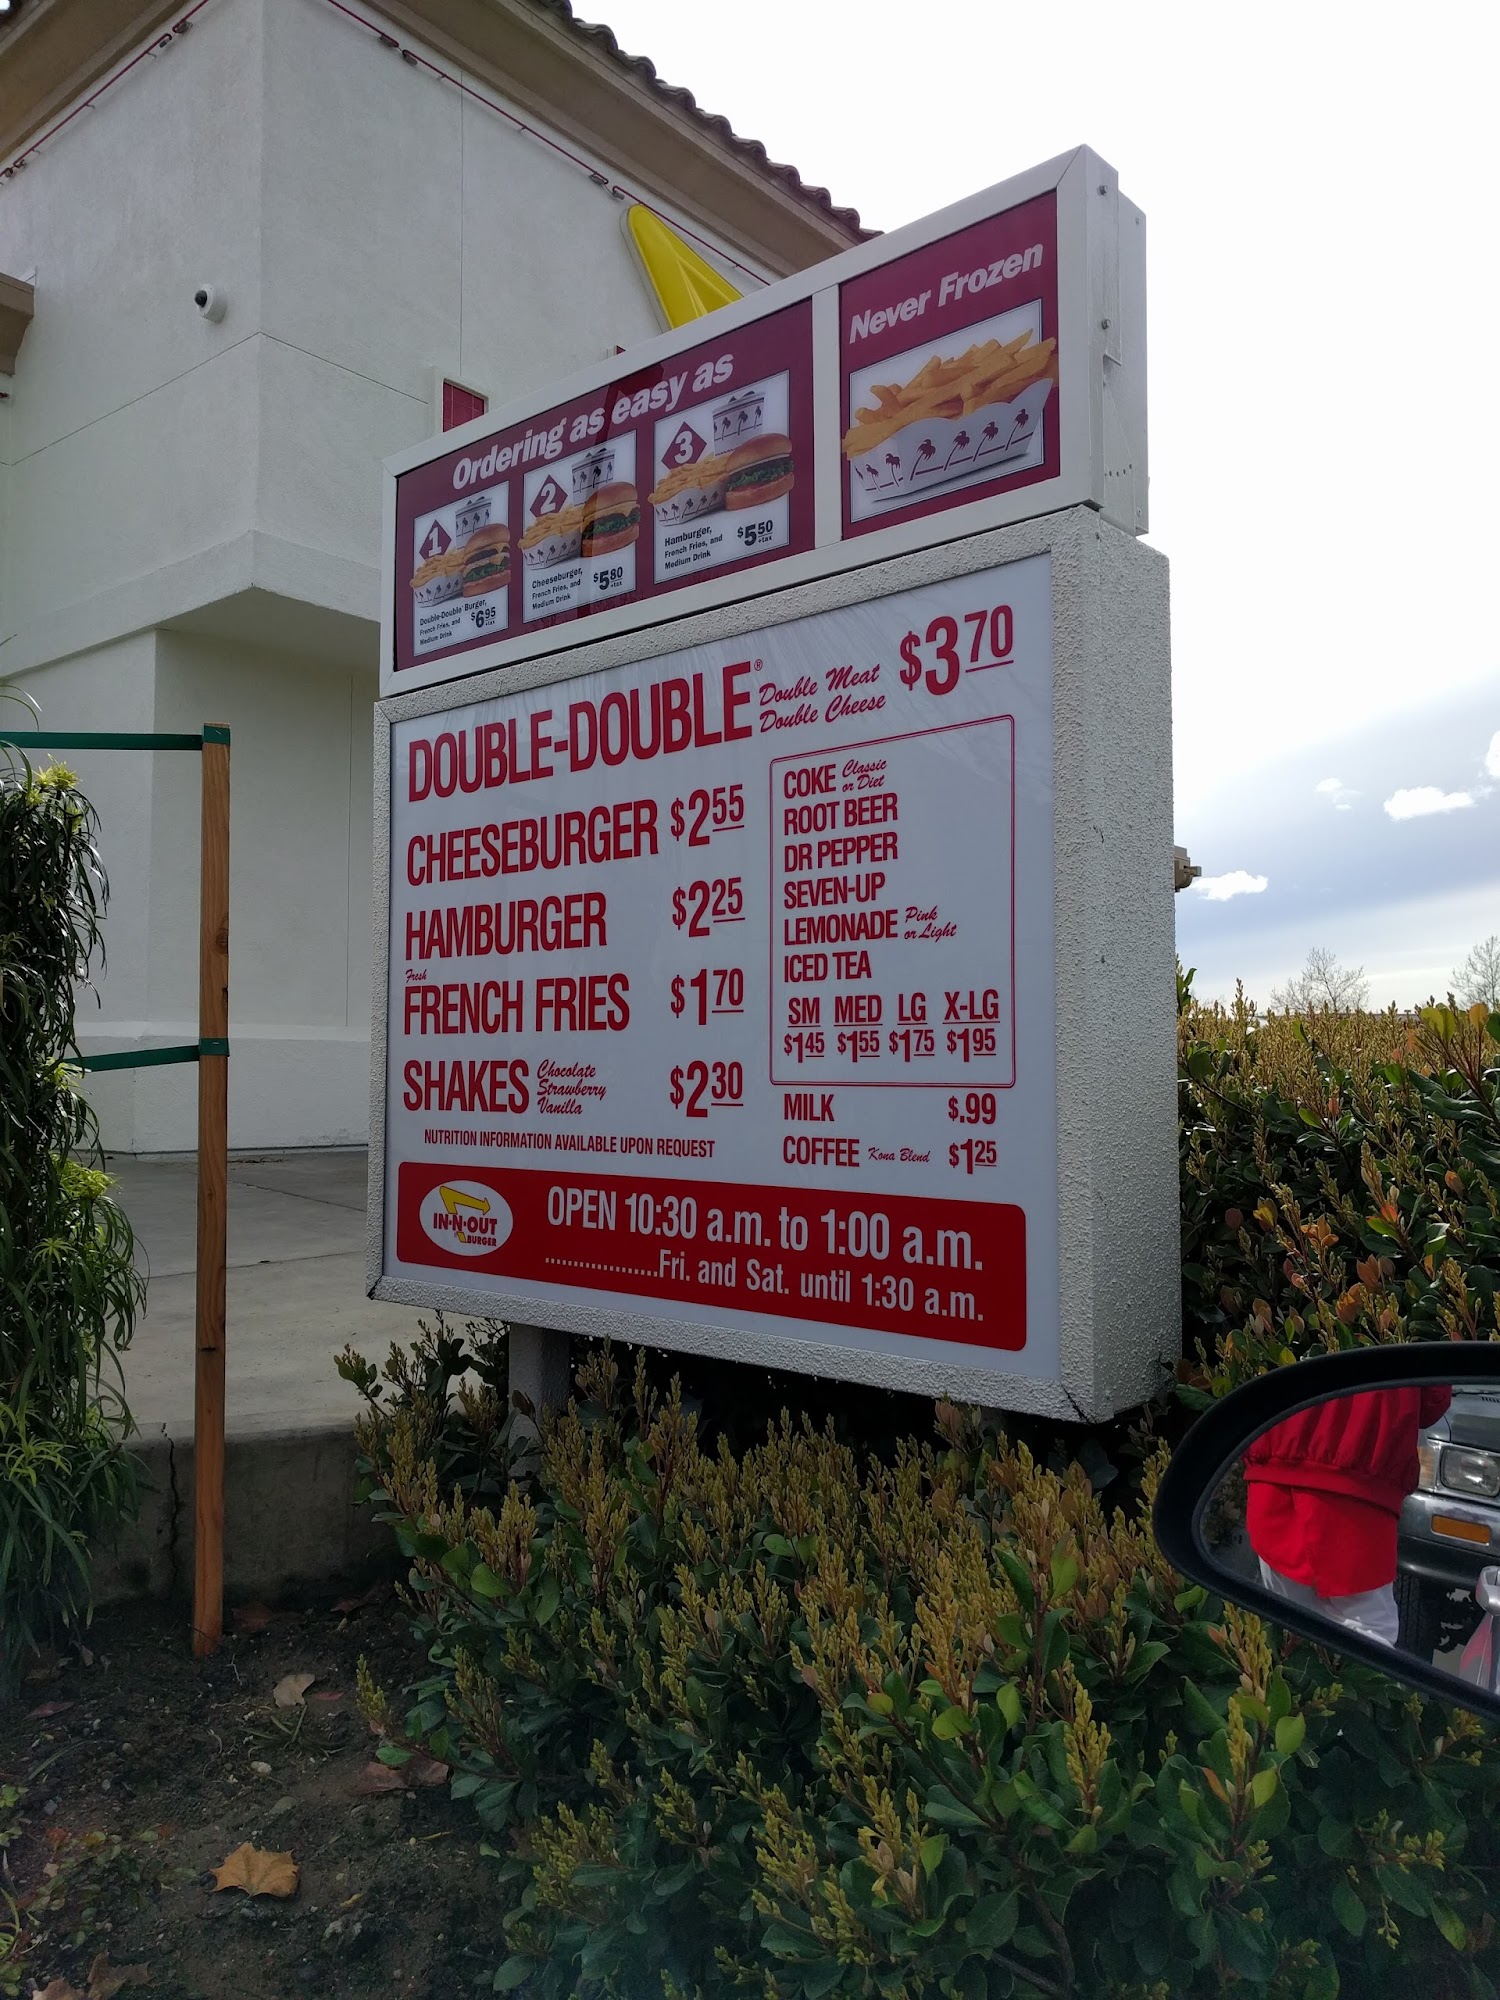 Ordering as easy as
Never Frozen
1
Double-Double® Burger,
French Fries, and
Medium Drink
$6.95
+tax
2
Cheeseburger,
French Fries, and
Medium Drink
$5.80
+tax
3
Hamburger,
French Fries, and
Medium Drink
$5.50
+tax
DOUBLE-DOUBLE® Double Meat
Double Cheese
$3.70
CHEESEBURGER $2.55
HAMBURGER $2.25
Fresh
FRENCH FRIES $1.70
SHAKES Chocolate
Strawberry
Vanilla
$2.30
NUTRITION INFORMATION AVAILABLE UPON REQUEST
COKE Classic
or Diet
ROOT BEER
DR PEPPER
SEVEN-UP
LEMONADE Pink
or Light
ICED TEA
SM MED LG X-LG
$1.45 $1.55 $1.75 $1.95
MILK $.99
COFFEE Kona Blend $1.25
IN-N-OUT
BURGER
OPEN 10:30 a.m. to 1:00 a.m.
...................Fri. and Sat. until 1:30 a.m.